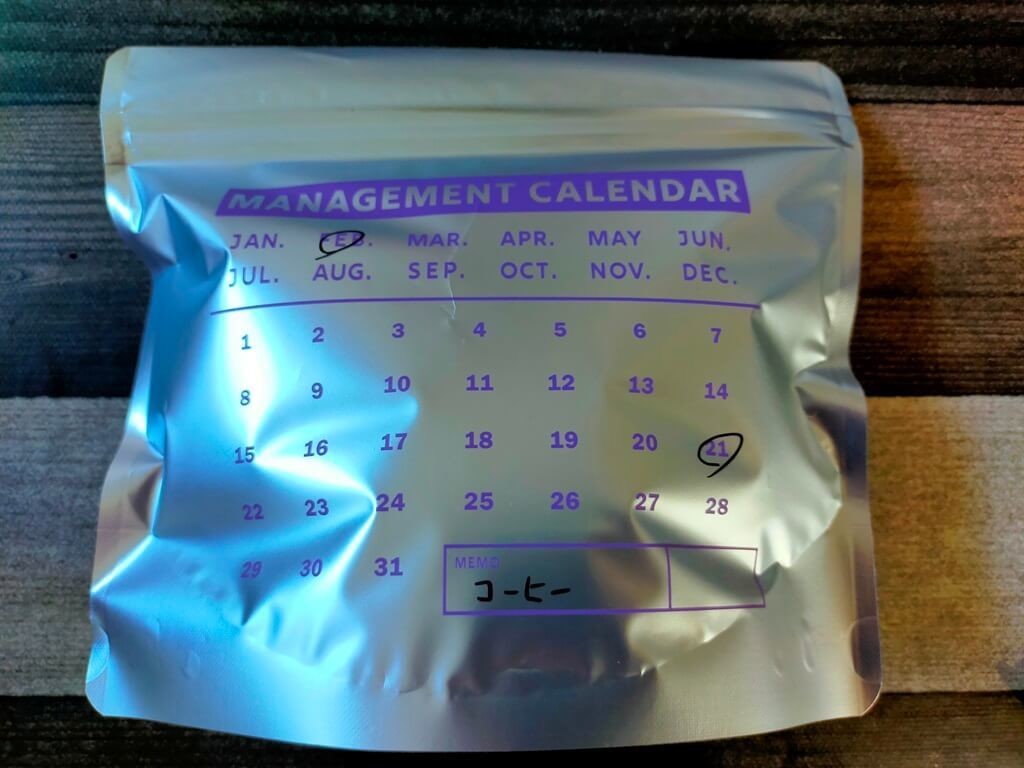 MANAGEMENT CALENDAR
JAN. FEB. MAR. APR. MAY JUN.
JUL. AUG. SEP. OCT. NOV. DEC.
1 2 3 4 5 6 7
8 9 10 11 12 13 14
15 16 17 18 19 20 21
22 23 24 25 26 27 28
29 30 31
MEMO
コーヒー